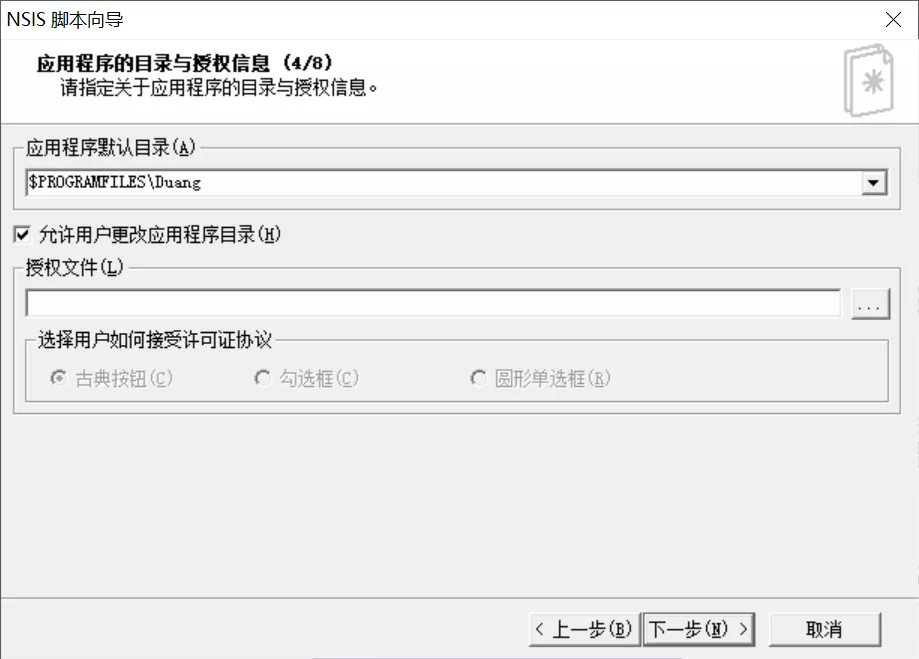 NSIS 脚本向导
应用程序的目录与授权信息 (4/8)
请指定关于应用程序的目录与授权信息。
应用程序默认目录(A)
$PROGRAMFILES\Duang
允许用户更改应用程序目录(H)
授权文件(L)
...
选择用户如何接受许可证协议
古典按钮(C) 勾选框(C) 圆形单选框(R)
< 上一步(B) 下一步(N) > 取消